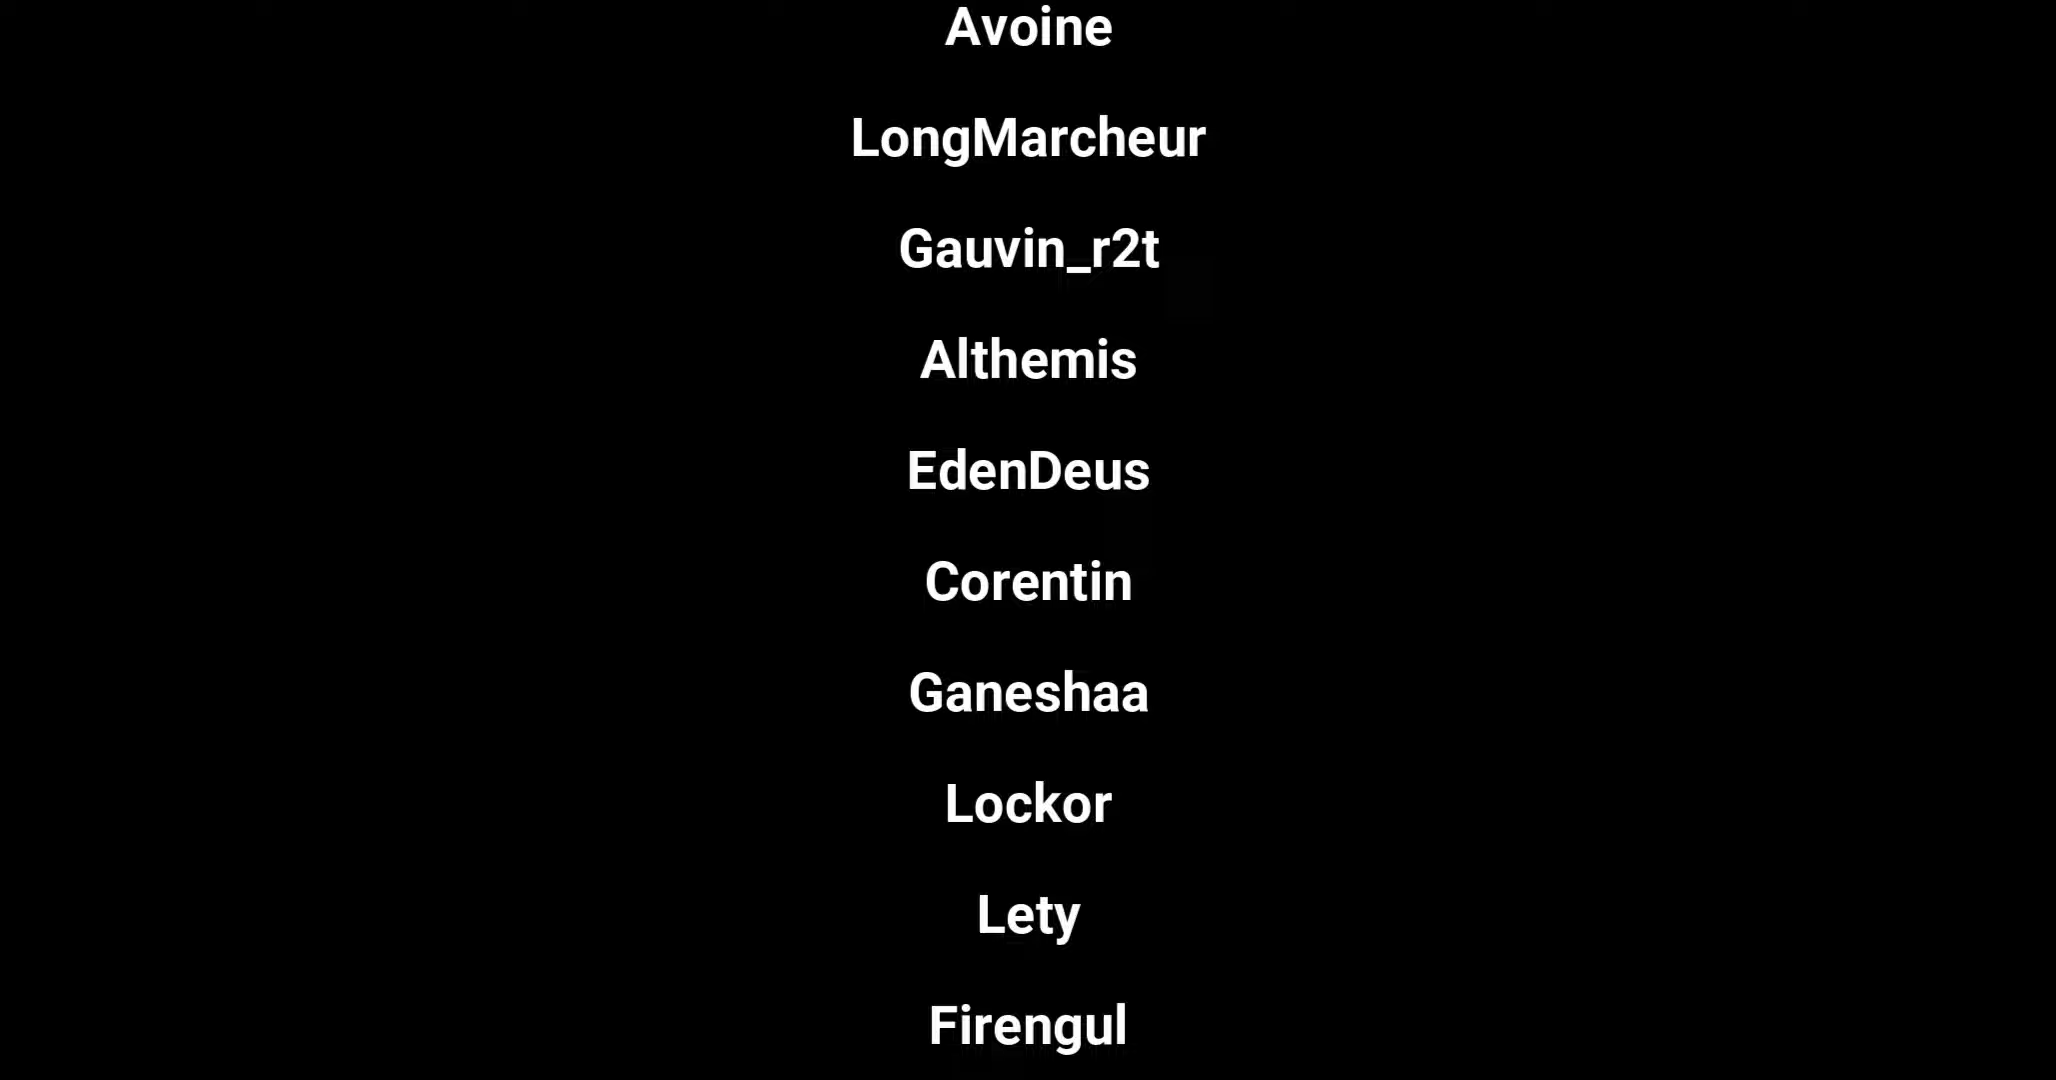 Avoine
LongMarcheur
Gauvin_r2t
Althemis
EdenDeus
Corentin
Ganeshaa
Lockor
Lety
Firengul